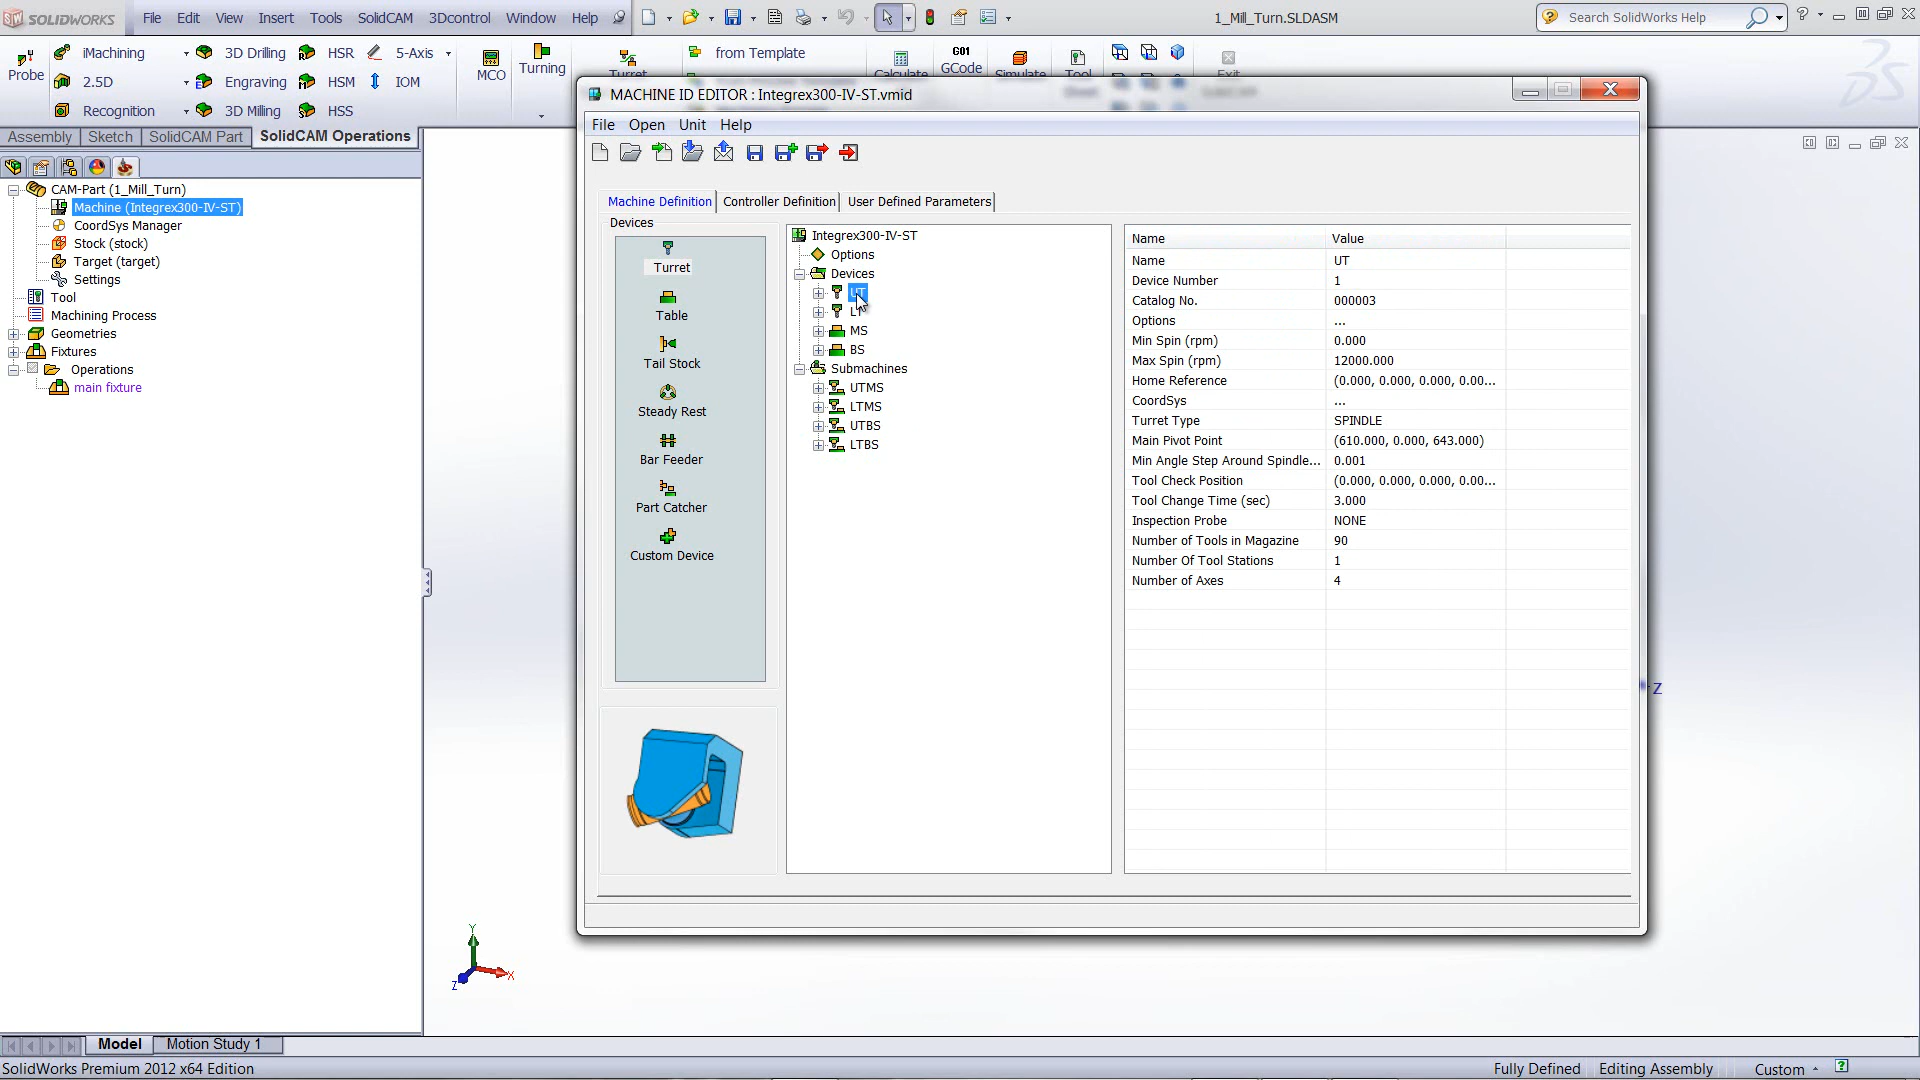 SOLIDWORKS File Edit View Insert Tools SolidCAM 3Dcontrol Window Help 1_Mill_Turn.SLDASM Search SolidWorks Help
Probe iMachining 3D Drilling HSR 5-Axis MCO Turning from Template G01 GCode
2.5D Engraving HSM IOM
Recognition 3D Milling HSS
Assembly Sketch SolidCAM Part SolidCAM Operations
CAM-Part (1_Mill_Turn)
Machine (Integrex300-IV-ST)
CoordSys Manager
Stock (stock)
Target (target)
Settings
Tool
Machining Process
Geometries
Fixtures
Operations
main fixture
MACHINE ID EDITOR : Integrex300-IV-ST.vmid
File Open Unit Help
Machine Definition Controller Definition User Defined Parameters
Devices
Turret
Table
Tail Stock
Steady Rest
Bar Feeder
Part Catcher
Custom Device
Integrex300-IV-ST
Options
Devices
UT
LT
MS
BS
Submachines
UTMS
LTMS
UTBS
LTBS
Name Value
Name UT
Device Number 1
Catalog No. 000003
Options ...
Min Spin (rpm) 0.000
Max Spin (rpm) 12000.000
Home Reference (0.000, 0.000, 0.000, 0.00...
CoordSys ...
Turret Type SPINDLE
Main Pivot Point (610.000, 0.000, 643.000)
Min Angle Step Around Spindle... 0.001
Tool Check Position (0.000, 0.000, 0.000, 0.00...
Tool Change Time (sec) 3.000
Inspection Probe NONE
Number of Tools in Magazine 90
Number Of Tool Stations 1
Number of Axes 4
Z
Y
X
Z
Model Motion Study 1
SolidWorks Premium 2012 x64 Edition Fully Defined Editing Assembly Custom